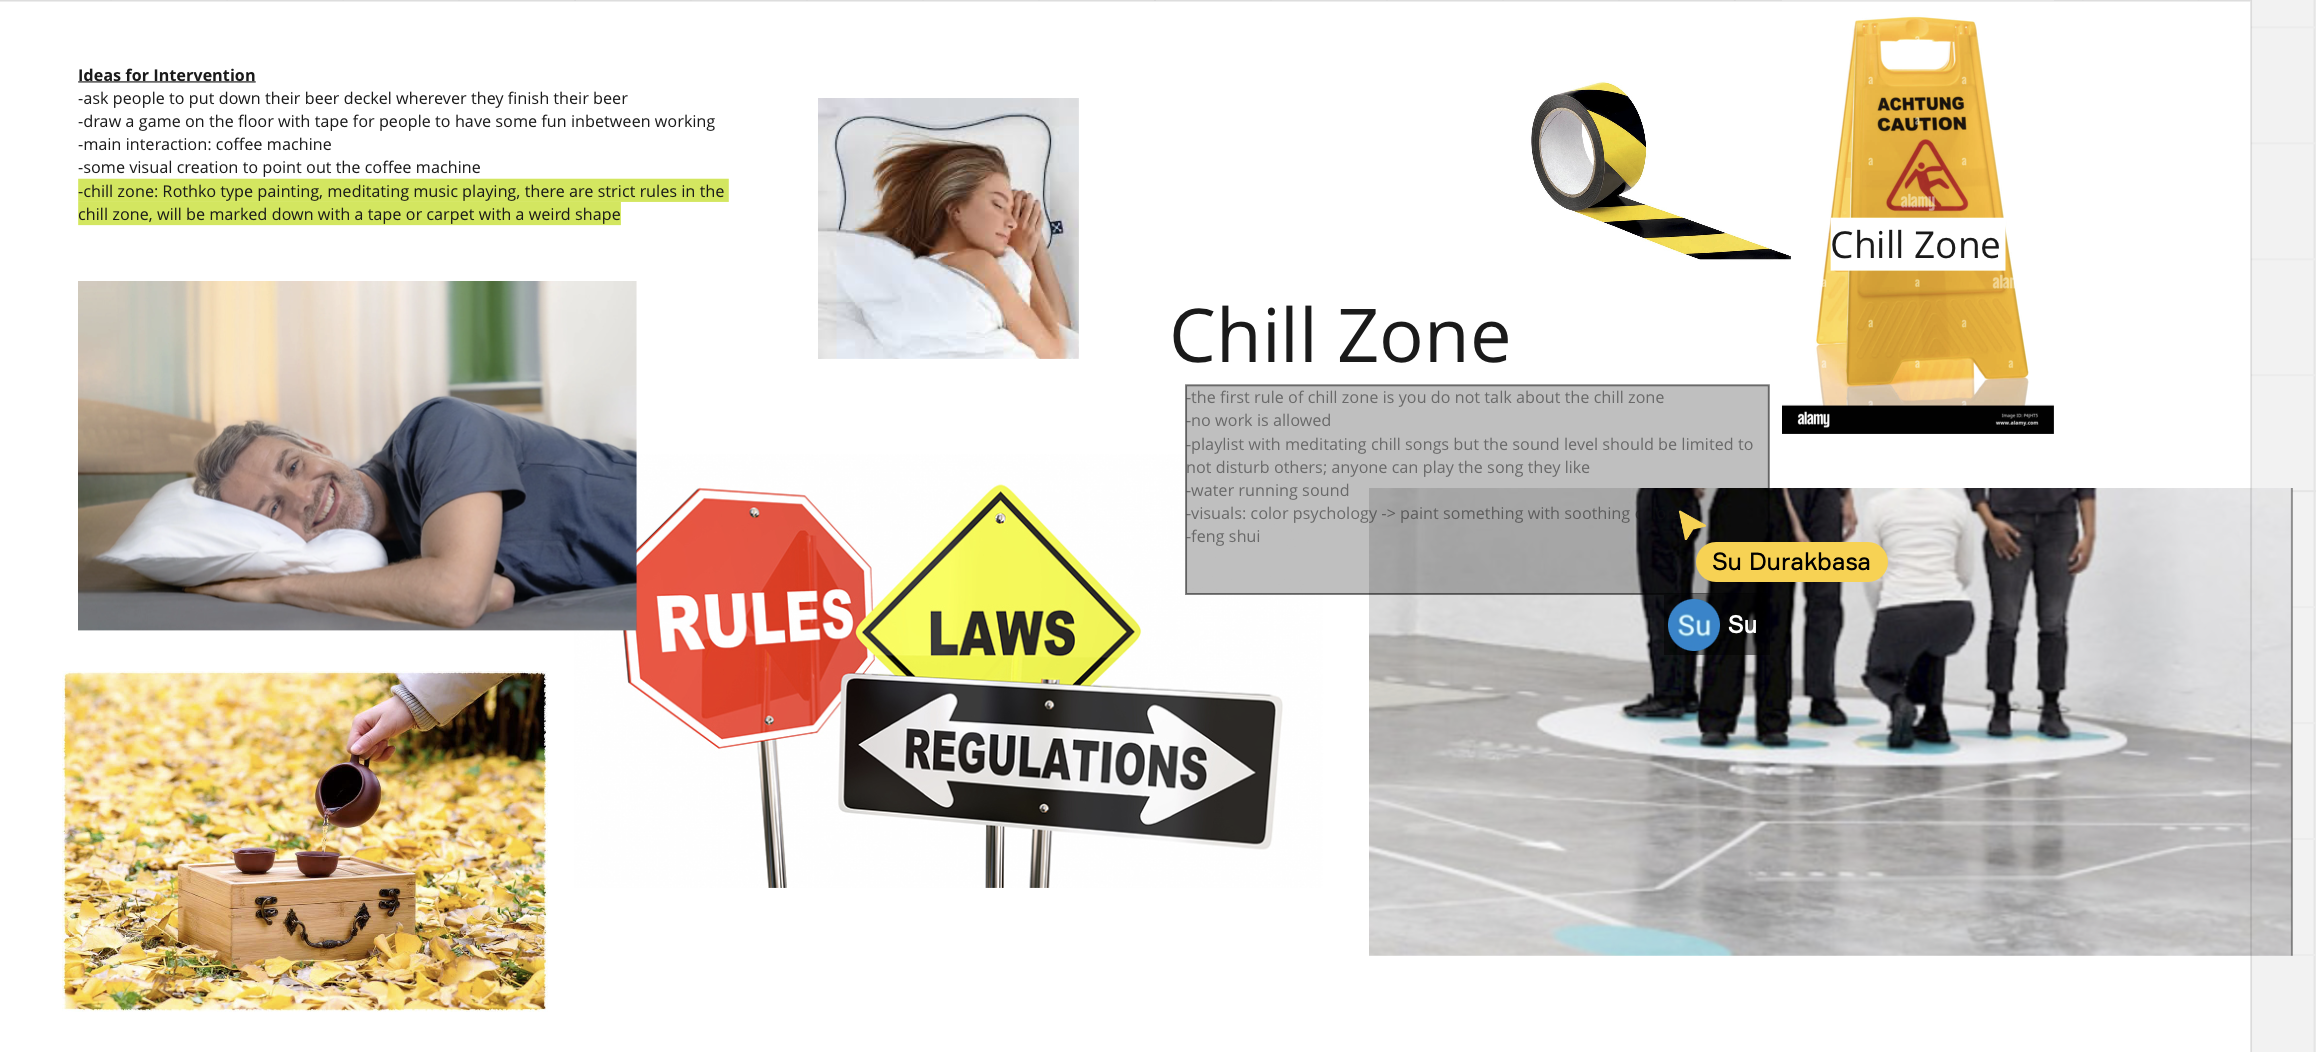 Ideas for Intervention
-ask people to put down their beer deckel wherever they finish their beer
-draw a game on the floor with tape for people to have some fun inbetween working
-main interaction: coffee machine
-some visual creation to point out the coffee machine
-chill zone: Rothko type painting, meditating music playing, there are strict rules in the
chill zone, will be marked down with a tape or carpet with a weird shape
ACHTUNG
CAUTION
alamy
Chill Zone
alamy
www.alamy.com
Chill Zone
-the first rule of chill zone is you do not talk about the chill zone
-no work is allowed
-playlist with meditating chill songs but the sound level should be limited to
not disturb others; anyone can play the song they like
-water running sound
-visuals: color psychology -> paint something with soothing
-feng shui
Su Durakbasa
Su Su
RULES
LAWS
REGULATIONS